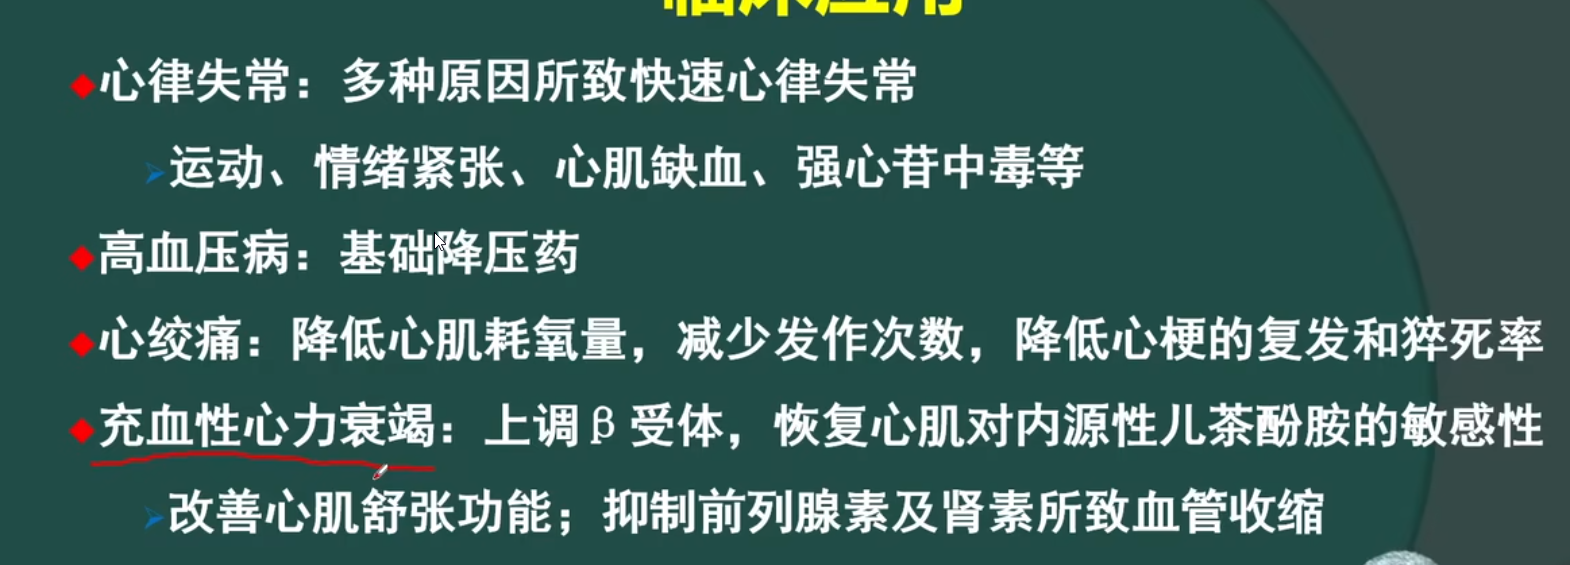 临床应用
心律失常：多种原因所致快速心律失常
运动、情绪紧张、心肌缺血、强心苷中毒等
高血压病：基础降压药
心绞痛：降低心肌耗氧量，减少发作次数，降低心梗的复发和猝死率
充血性心力衰竭：上调β受体，恢复心肌对内源性儿茶酚胺的敏感性
改善心肌舒张功能；抑制前列腺素及肾素所致血管收缩